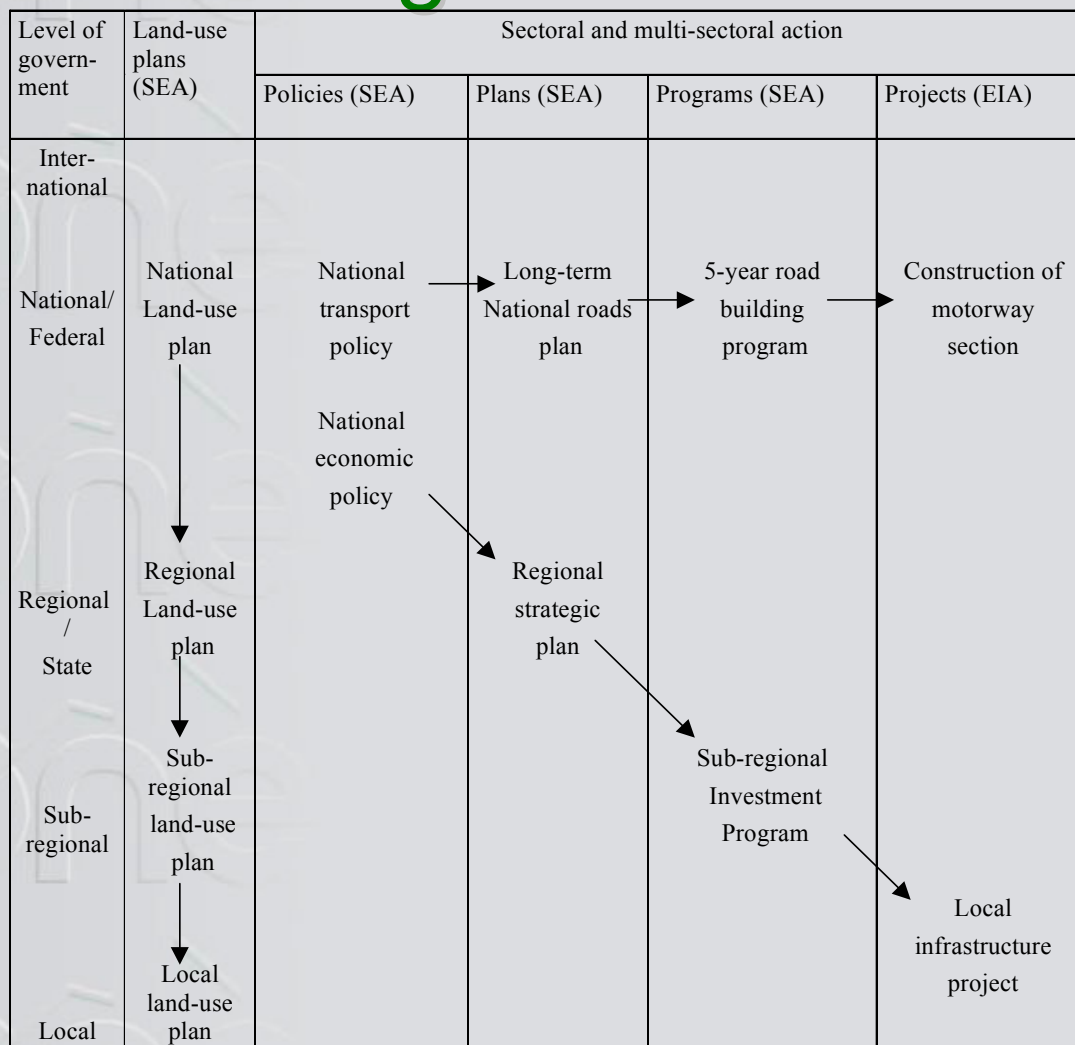 Level of
govern-
ment
Land-use
plans
(SEA)
Sectoral and multi-sectoral action
Policies (SEA)
Plans (SEA)
Programs (SEA)
Projects (EIA)
Inter-
national
National/
Federal
National
Land-use
plan
National
transport
policy
Long-term
National roads
plan
5-year road
building
program
Construction of
motorway
section
National
economic
policy
Regional
/
State
Regional
Land-use
plan
Regional
strategic
plan
Sub-
regional
Sub-
regional
land-use
plan
Sub-regional
Investment
Program
Local
infrastructure
project
Local
Local
land-use
plan